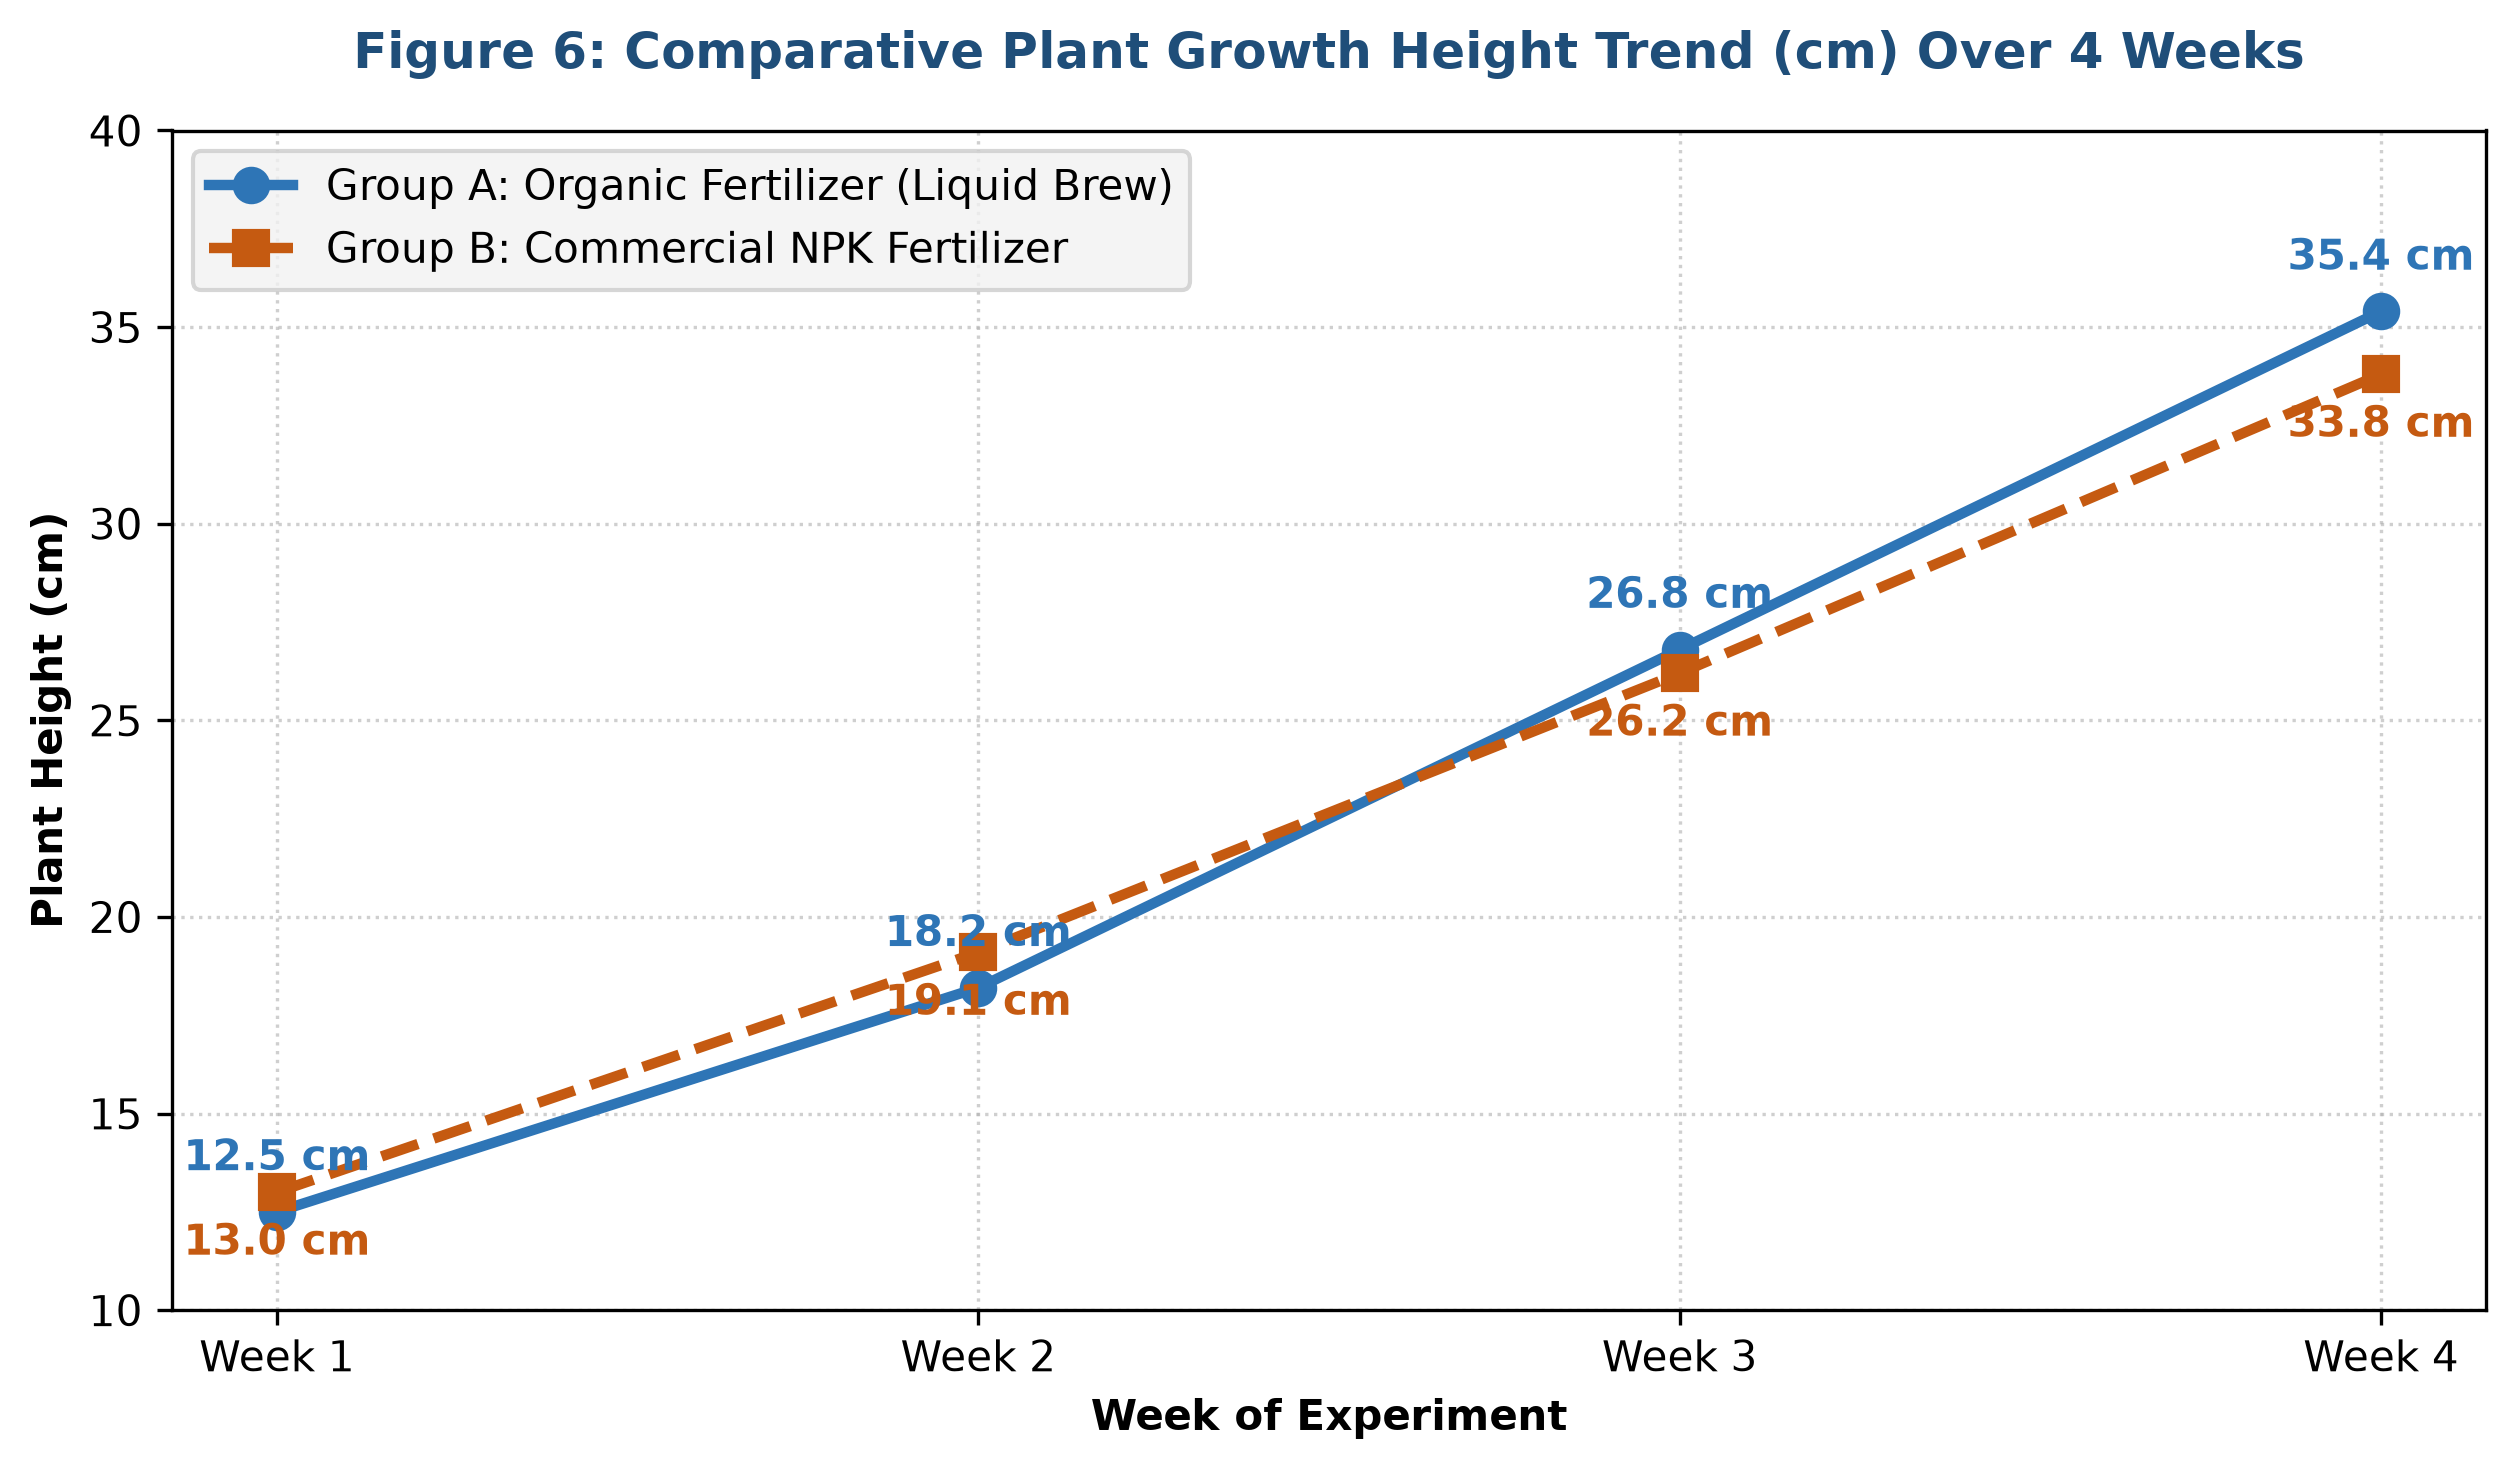 Figure 6: Comparative Plant Growth Height Trend (cm) Over 4 Weeks
40
Group A: Organic Fertilizer (Liquid Brew)
Group B: Commercial NPK Fertilizer
35.4 cm
35
33.8 cm
30
26.8 cm
25
26.2 cm
20
18.2 cm
19.1 cm
15
12.5 cm
13.0 cm
10
Plant Height (cm)
Week 1
Week 2
Week 3
Week 4
Week of Experiment